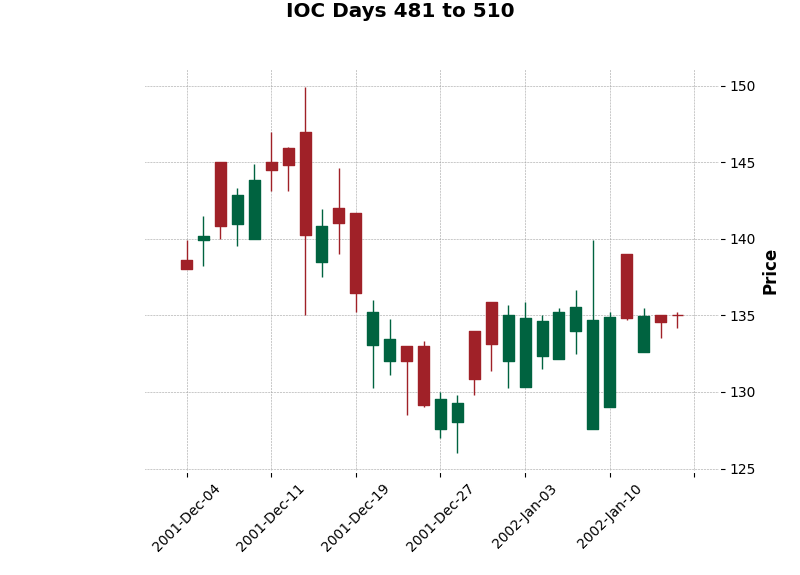 IOC Days 481 to 510
150
145
140
135
130
125
Price
2001-Dec-04
2001-Dec-11
2001-Dec-19
2001-Dec-27
2002-Jan-03
2002-Jan-10